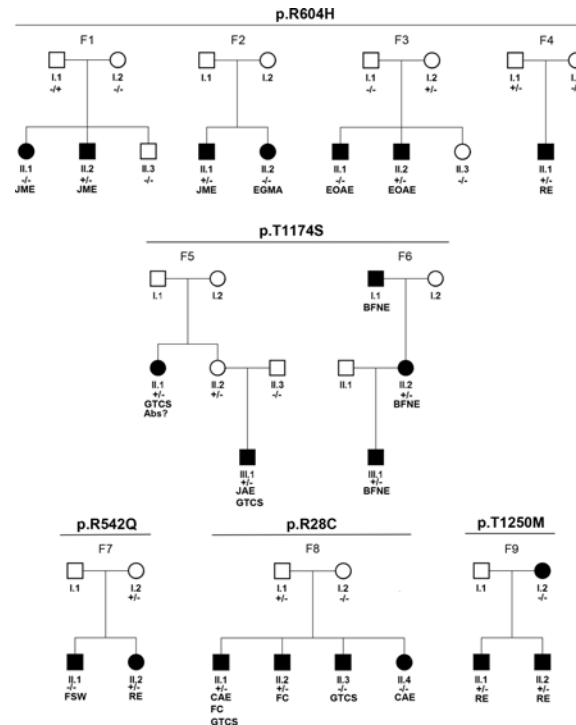 p.R604H
F1 F2 F3 F4
I.1 I.2 I.1 I.2 I.1 I.2 I.1 I.2
-/+ -/- -/- +/- +/-
II.1 II.2 II.3 II.1 II.2 II.1 II.2 II.3 II.1
-/- +/- -/- +/- -/- -/- +/- -/- +/-
JME JME JME EGMA EOAE EOAE RE
p.T1174S
F5 F6
I.1 I.2 I.1 I.2
BFNE
II.1 II.2 II.3 II.1 II.2
+/- +/- -/- +/-
GTCS BFNE
Abs?
III.1 III.1
+/- +/-
JAE BFNE
GTCS
p.R542Q p.R28C p.T1250M
F7 F8 F9
I.1 I.2 I.1 I.2 I.1 I.2
+/- +/- -/- -/-
II.1 II.2 II.1 II.2 II.3 II.4 II.1 II.2
-/- +/- +/- +/- -/- -/- +/- +/-
FSW RE CAE FC GTCS CAE RE RE
FC
GTCS